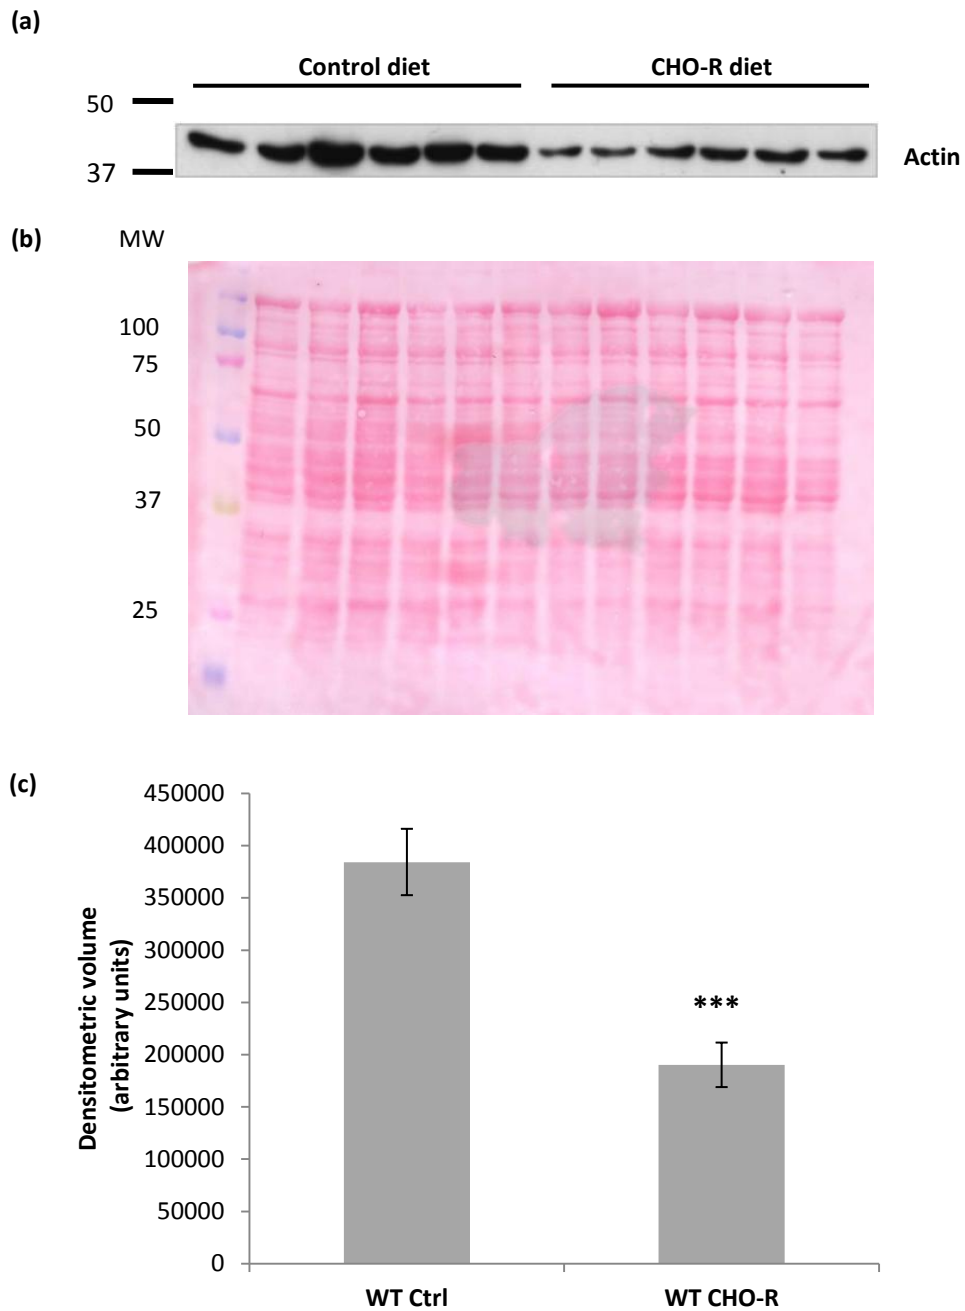 (a)
Control diet CHO-R diet
50
37
Actin
(b) MW
100
75
50
37
25
(c)
450000
400000
350000
300000
250000
200000
150000
100000
50000
0
Densitometric volume
(arbitrary units)
***
WT Ctrl WT CHO-R